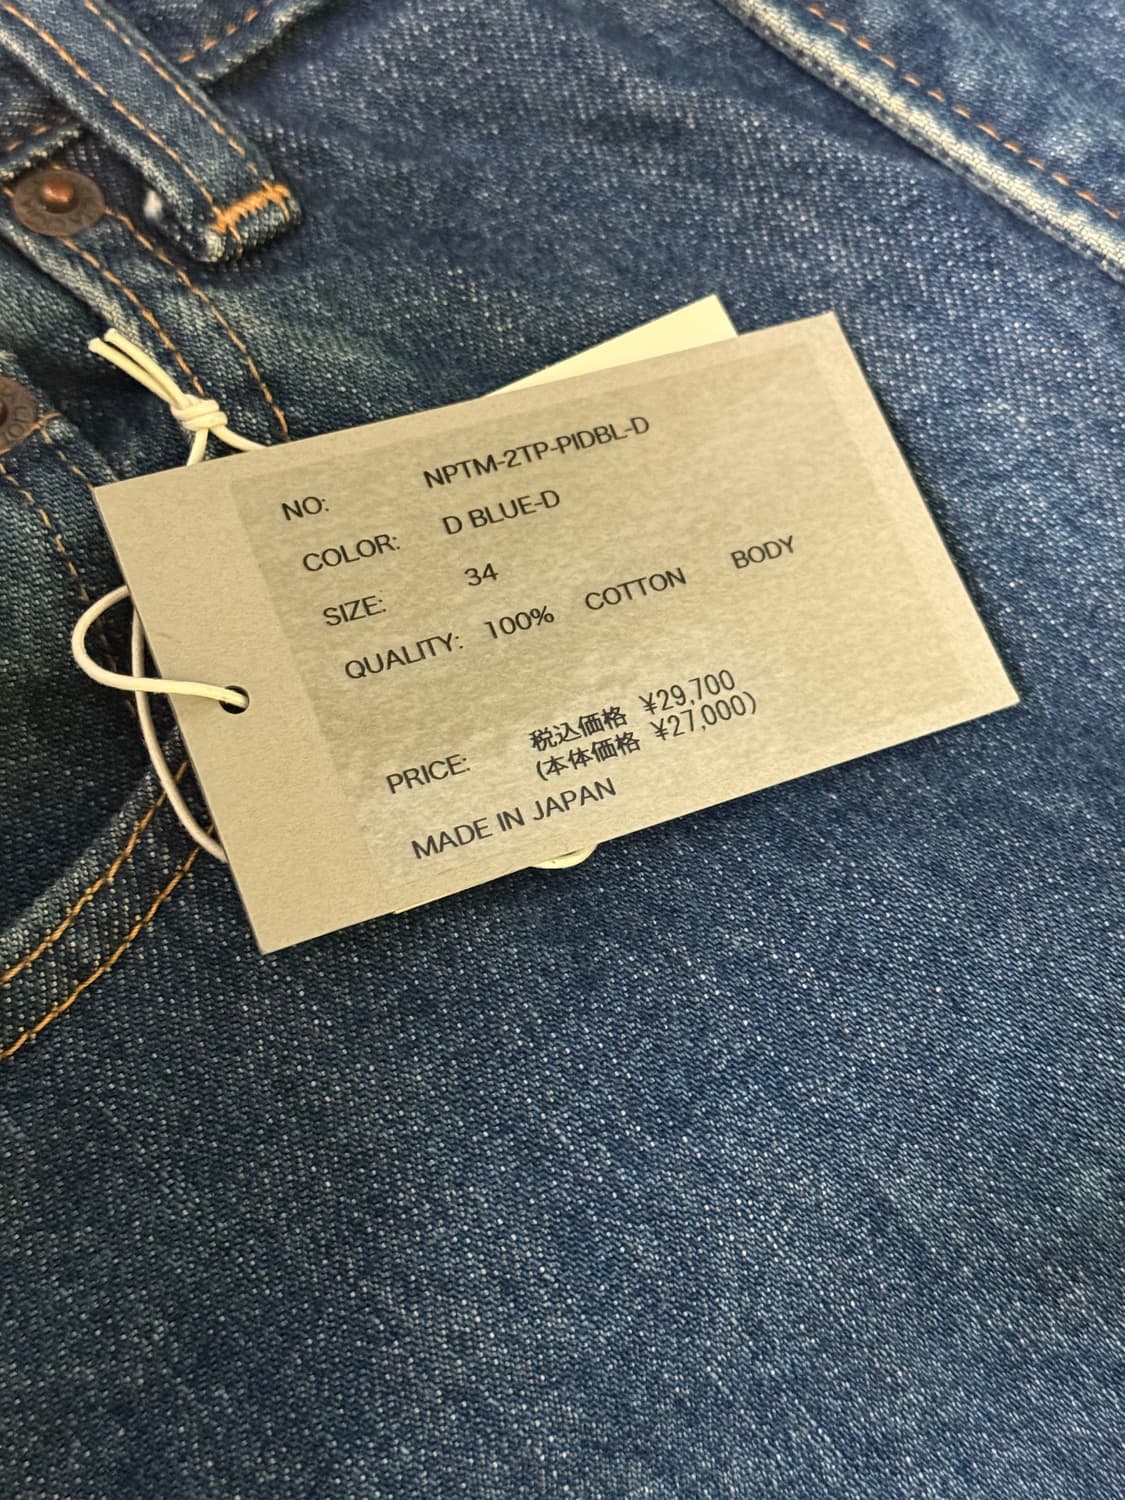 NO: NPTM-2TP-PIDBL-D
COLOR: D BLUE-D
SIZE: 34
QUALITY: 100% COTTON BODY
PRICE: 税込価格 ¥29,700
(本体価格 ¥27,000)
MADE IN JAPAN